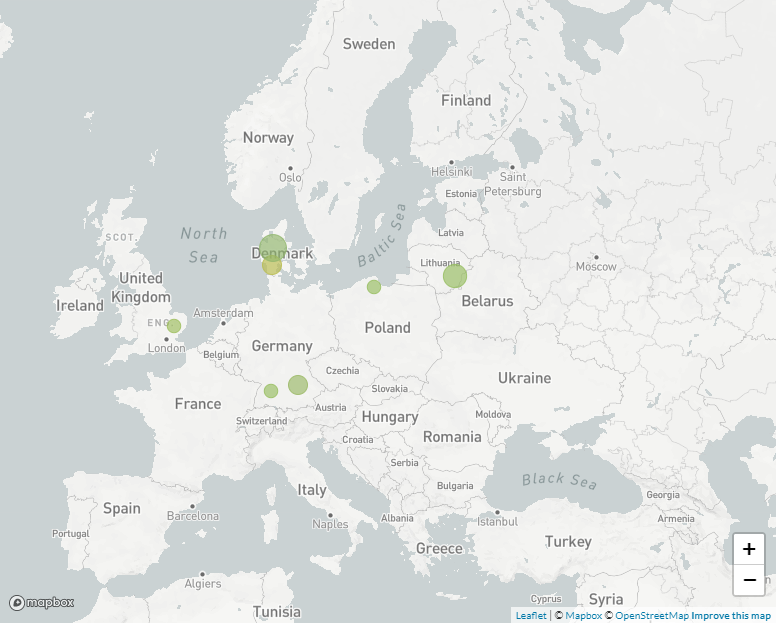 Sweden
Finland
Norway
Helsinki
Oslo
Saint
Petersburg
Estonia
SCOT.
North
Sea
Baltic Sea
Latvia
Denmark
Lithuania
Moscow
United
Kingdom
Ireland
Belarus
Amsterdam
ENG.
Poland
London
Belgium
Germany
Czechia
Ukraine
Slovakia
France
Austria
Switzerland
Hungary
Moldova
Croatia
Romania
Serbia
Black Sea
Italy
Bulgaria
Georgia
Spain
Barcelona
Naples
Albania
Istanbul
Armenia
Portugal
Greece
Turkey
+
−
Algiers
Tunisia
Cyprus
Syria
Iran
mapbox
Leaflet | © Mapbox © OpenStreetMap Improve this map